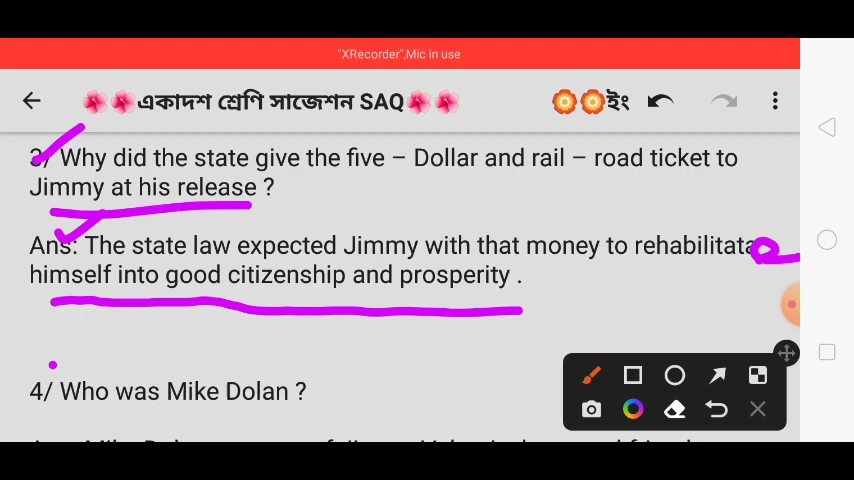 "XRecorder",Mic in use
একাদশ শ্রেণি সাজেশন SAQ
ইং
3/ Why did the state give the five – Dollar and rail – road ticket to
Jimmy at his release ?
Ans: The state law expected Jimmy with that money to rehabilitata
himself into good citizenship and prosperity .
4/ Who was Mike Dolan ?